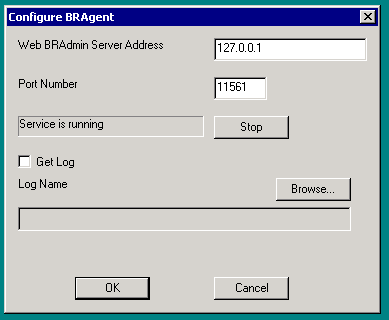 Configure BRAgent
Web BRAdmin Server Address
127.0.0.1
Port Number
11561
Service is running
Stop
Get Log
Log Name
Browse...
OK
Cancel